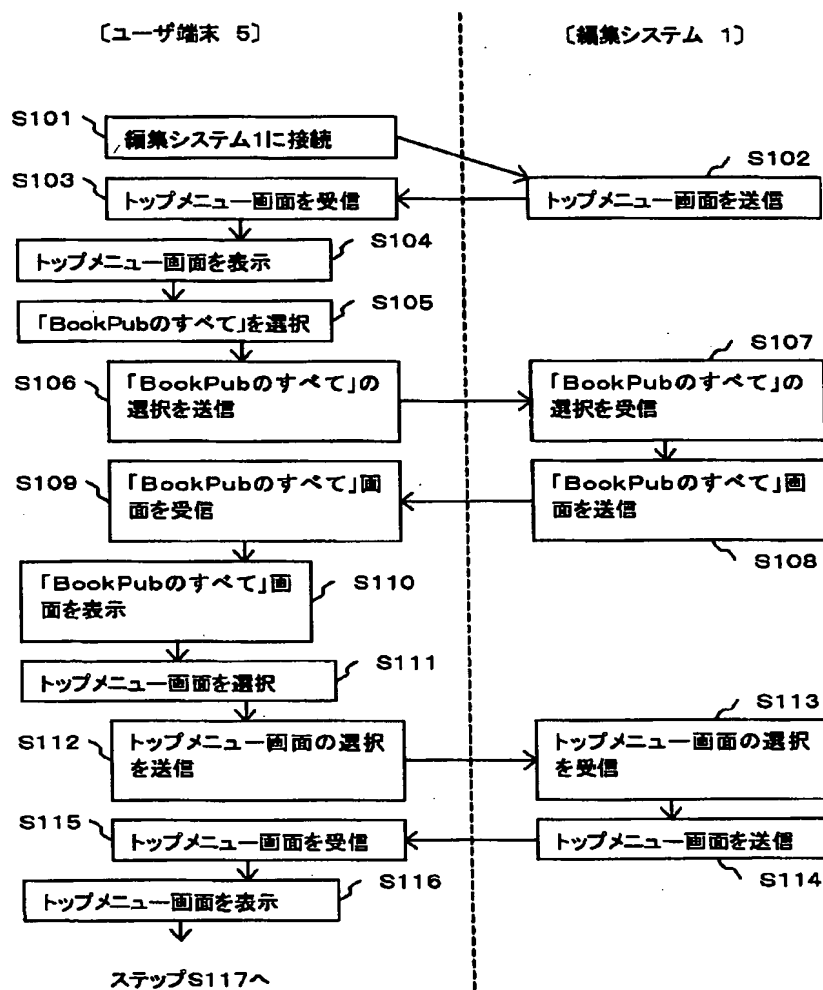 〔ユーザ端末 5〕
〔編集システム 1〕
S101
編集システム1に接続
S102
トップメニュー画面を送信
S103
トップメニュー画面を受信
S104
トップメニュー画面を表示
S105
「BookPubのすべて」を選択
S106
「BookPubのすべて」の
選択を送信
S107
「BookPubのすべて」の
選択を受信
S109
「BookPubのすべて」画
面を受信
「BookPubのすべて」画
面を送信
S108
S110
「BookPubのすべて」画
面を表示
S111
トップメニュー画面を選択
S112
トップメニュー画面の選択
を送信
S113
トップメニュー画面の選択
を受信
S115
トップメニュー画面を受信
トップメニュー画面を送信
S114
S116
トップメニュー画面を表示
ステップS117へ